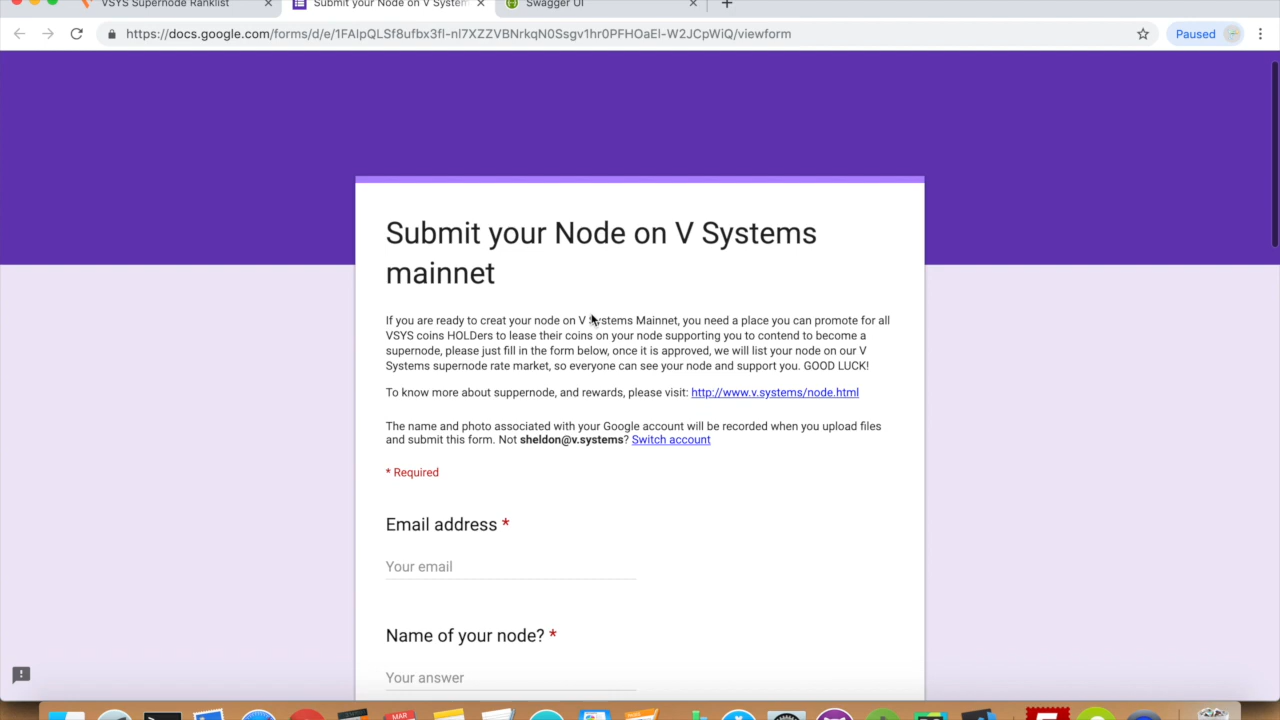 VSYS Supernode Ranklist
Submit your Node on V System
Swagger UI
https://docs.google.com/forms/d/e/1FAIpQLSf8ufbx3fl-nl7XZZVBNrkqN0Ssgv1hr0PFHOaEl-W2JCpWiQ/viewform
Paused
Submit your Node on V Systems
mainnet
If you are ready to creat your node on V Systems Mainnet, you need a place you can promote for all
VSYS coins HOLDers to lease their coins on your node supporting you to contend to become a
supernode, please just fill in the form below, once it is approved, we will list your node on our V
Systems supernode rate market, so everyone can see your node and support you. GOOD LUCK!
To know more about suppernode, and rewards, please visit: http://www.v.systems/node.html
The name and photo associated with your Google account will be recorded when you upload files
and submit this form. Not sheldon@v.systems? Switch account
* Required
Email address *
Your email
Name of your node? *
Your answer
MAR